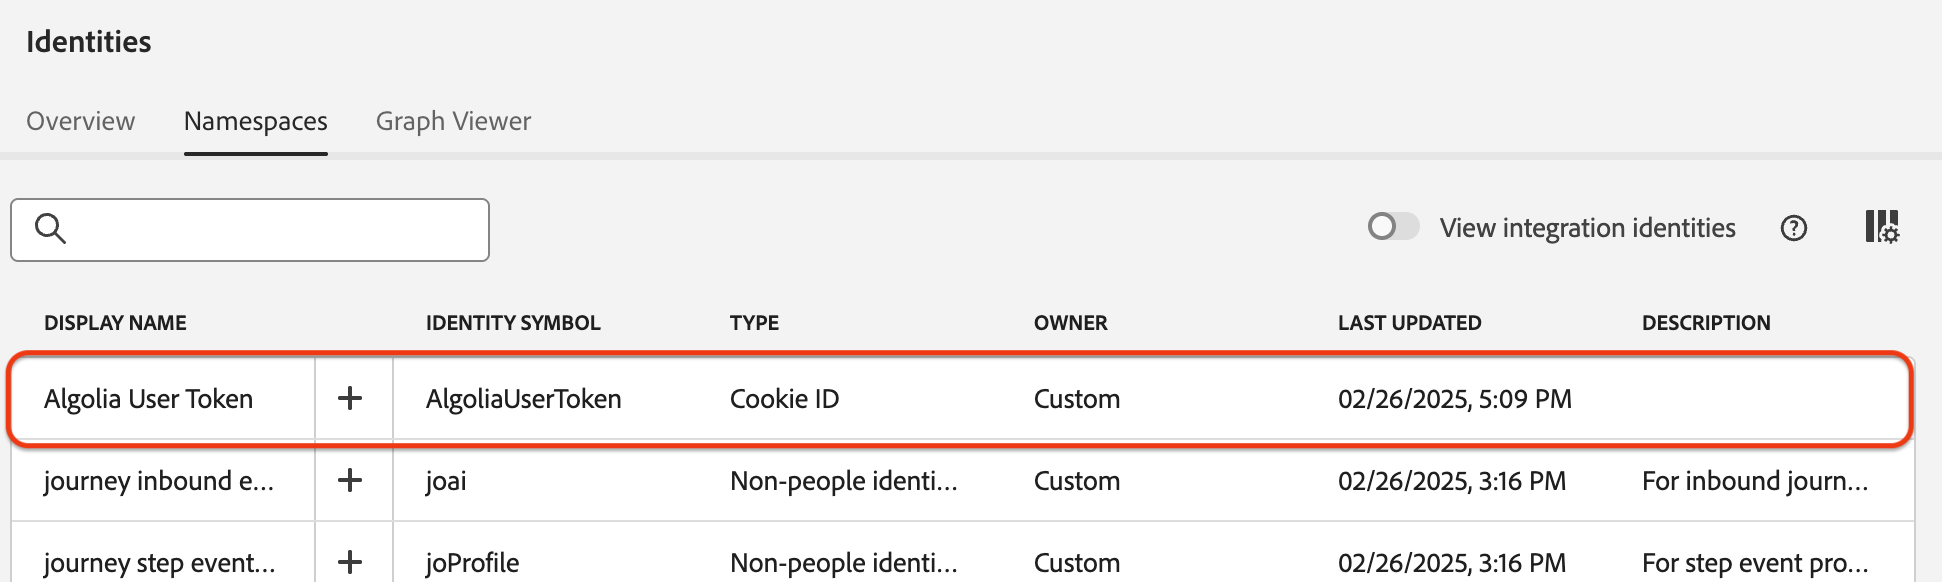 Identities
Overview Namespaces Graph Viewer
View integration identities ?
DISPLAY NAME IDENTITY SYMBOL TYPE OWNER LAST UPDATED DESCRIPTION
Algolia User Token + AlgoliaUserToken Cookie ID Custom 02/26/2025, 5:09 PM
journey inbound e... + joai Non-people identi... Custom 02/26/2025, 3:16 PM For inbound journ...
journey step event... + joProfile Non-people identi... Custom 02/26/2025, 3:16 PM For step event pro...